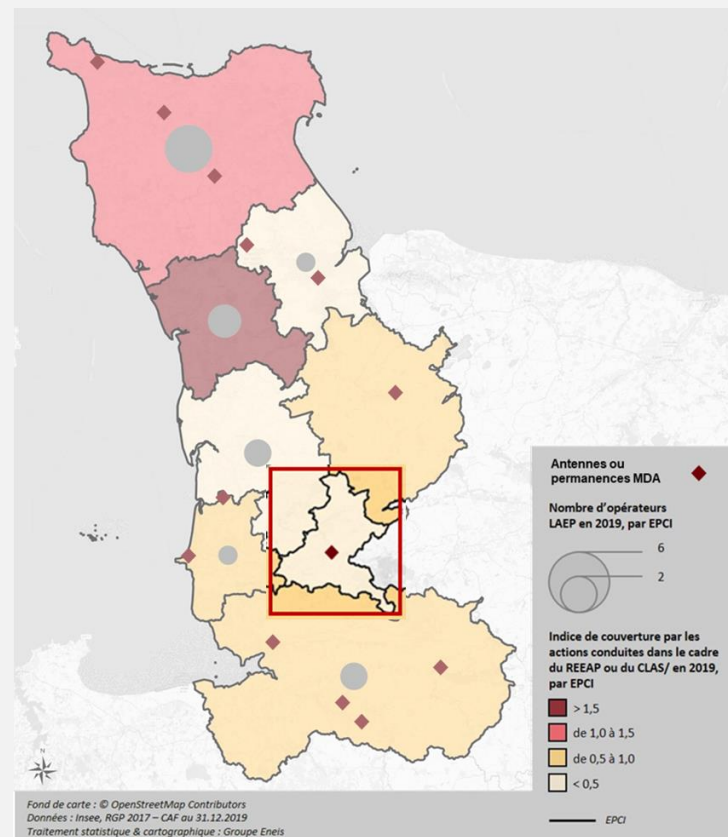 Antennes ou
permanences MDA
Nombre d'opérateurs
LAEP en 2019, par EPCI
6
2
Indice de couverture par les
actions conduites dans le cadre
du REEAP ou du CLAS/ en 2019,
par EPCI
> 1,5
de 1,0 à 1,5
de 0,5 à 1,0
< 0,5
EPCI
N
Fond de carte : © OpenStreetMap Contributors
Données : Insee, RGP 2017 – CAF au 31.12.2019
Traitement statistique & cartographique : Groupe Eneis